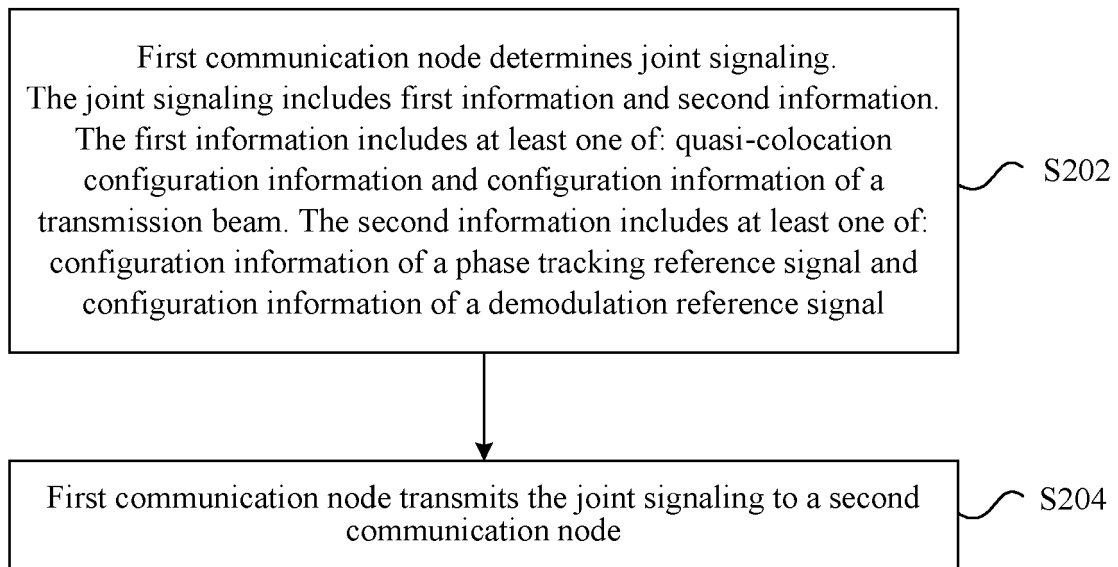 First communication node determines joint signaling.
The joint signaling includes first information and second information.
The first information includes at least one of: quasi-colocation
configuration information and configuration information of a
transmission beam. The second information includes at least one of:
configuration information of a phase tracking reference signal and
configuration information of a demodulation reference signal
S202
First communication node transmits the joint signaling to a second
communication node
S204